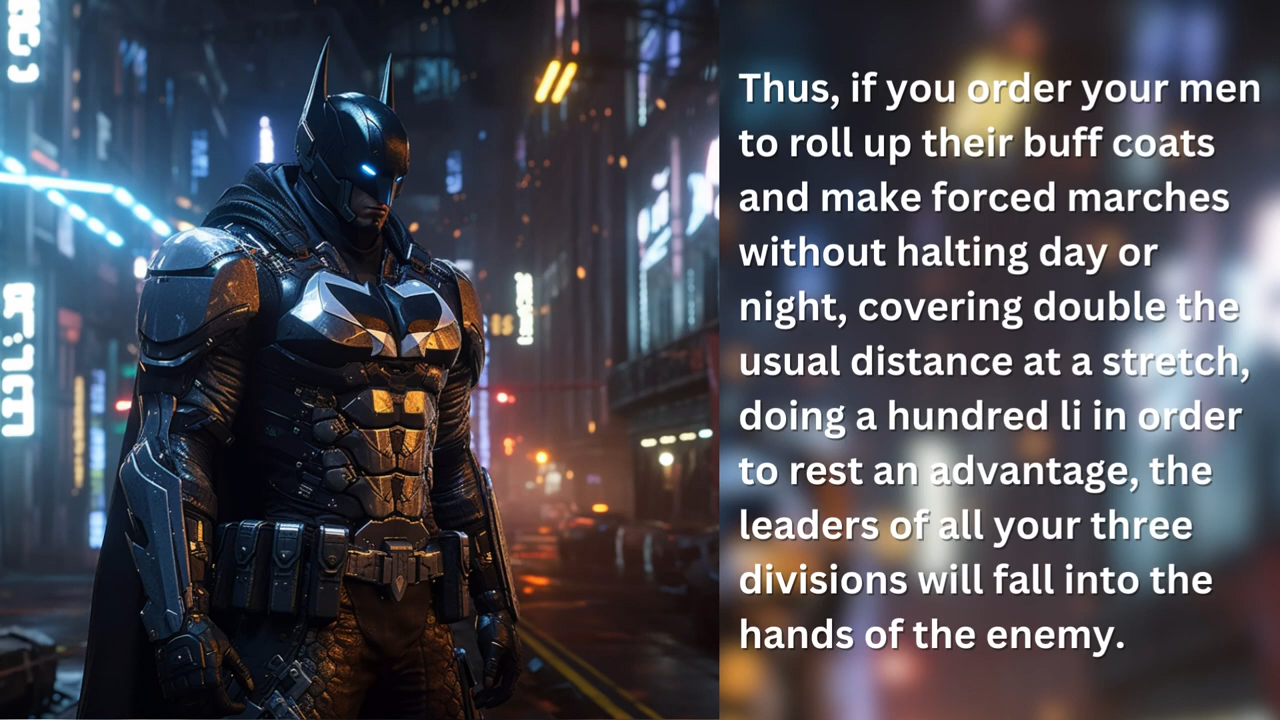 Thus, if you order your men
to roll up their buff coats
and make forced marches
without halting day or
night, covering double the
usual distance at a stretch,
doing a hundred li in order
to rest an advantage, the
leaders of all your three
divisions will fall into the
hands of the enemy.